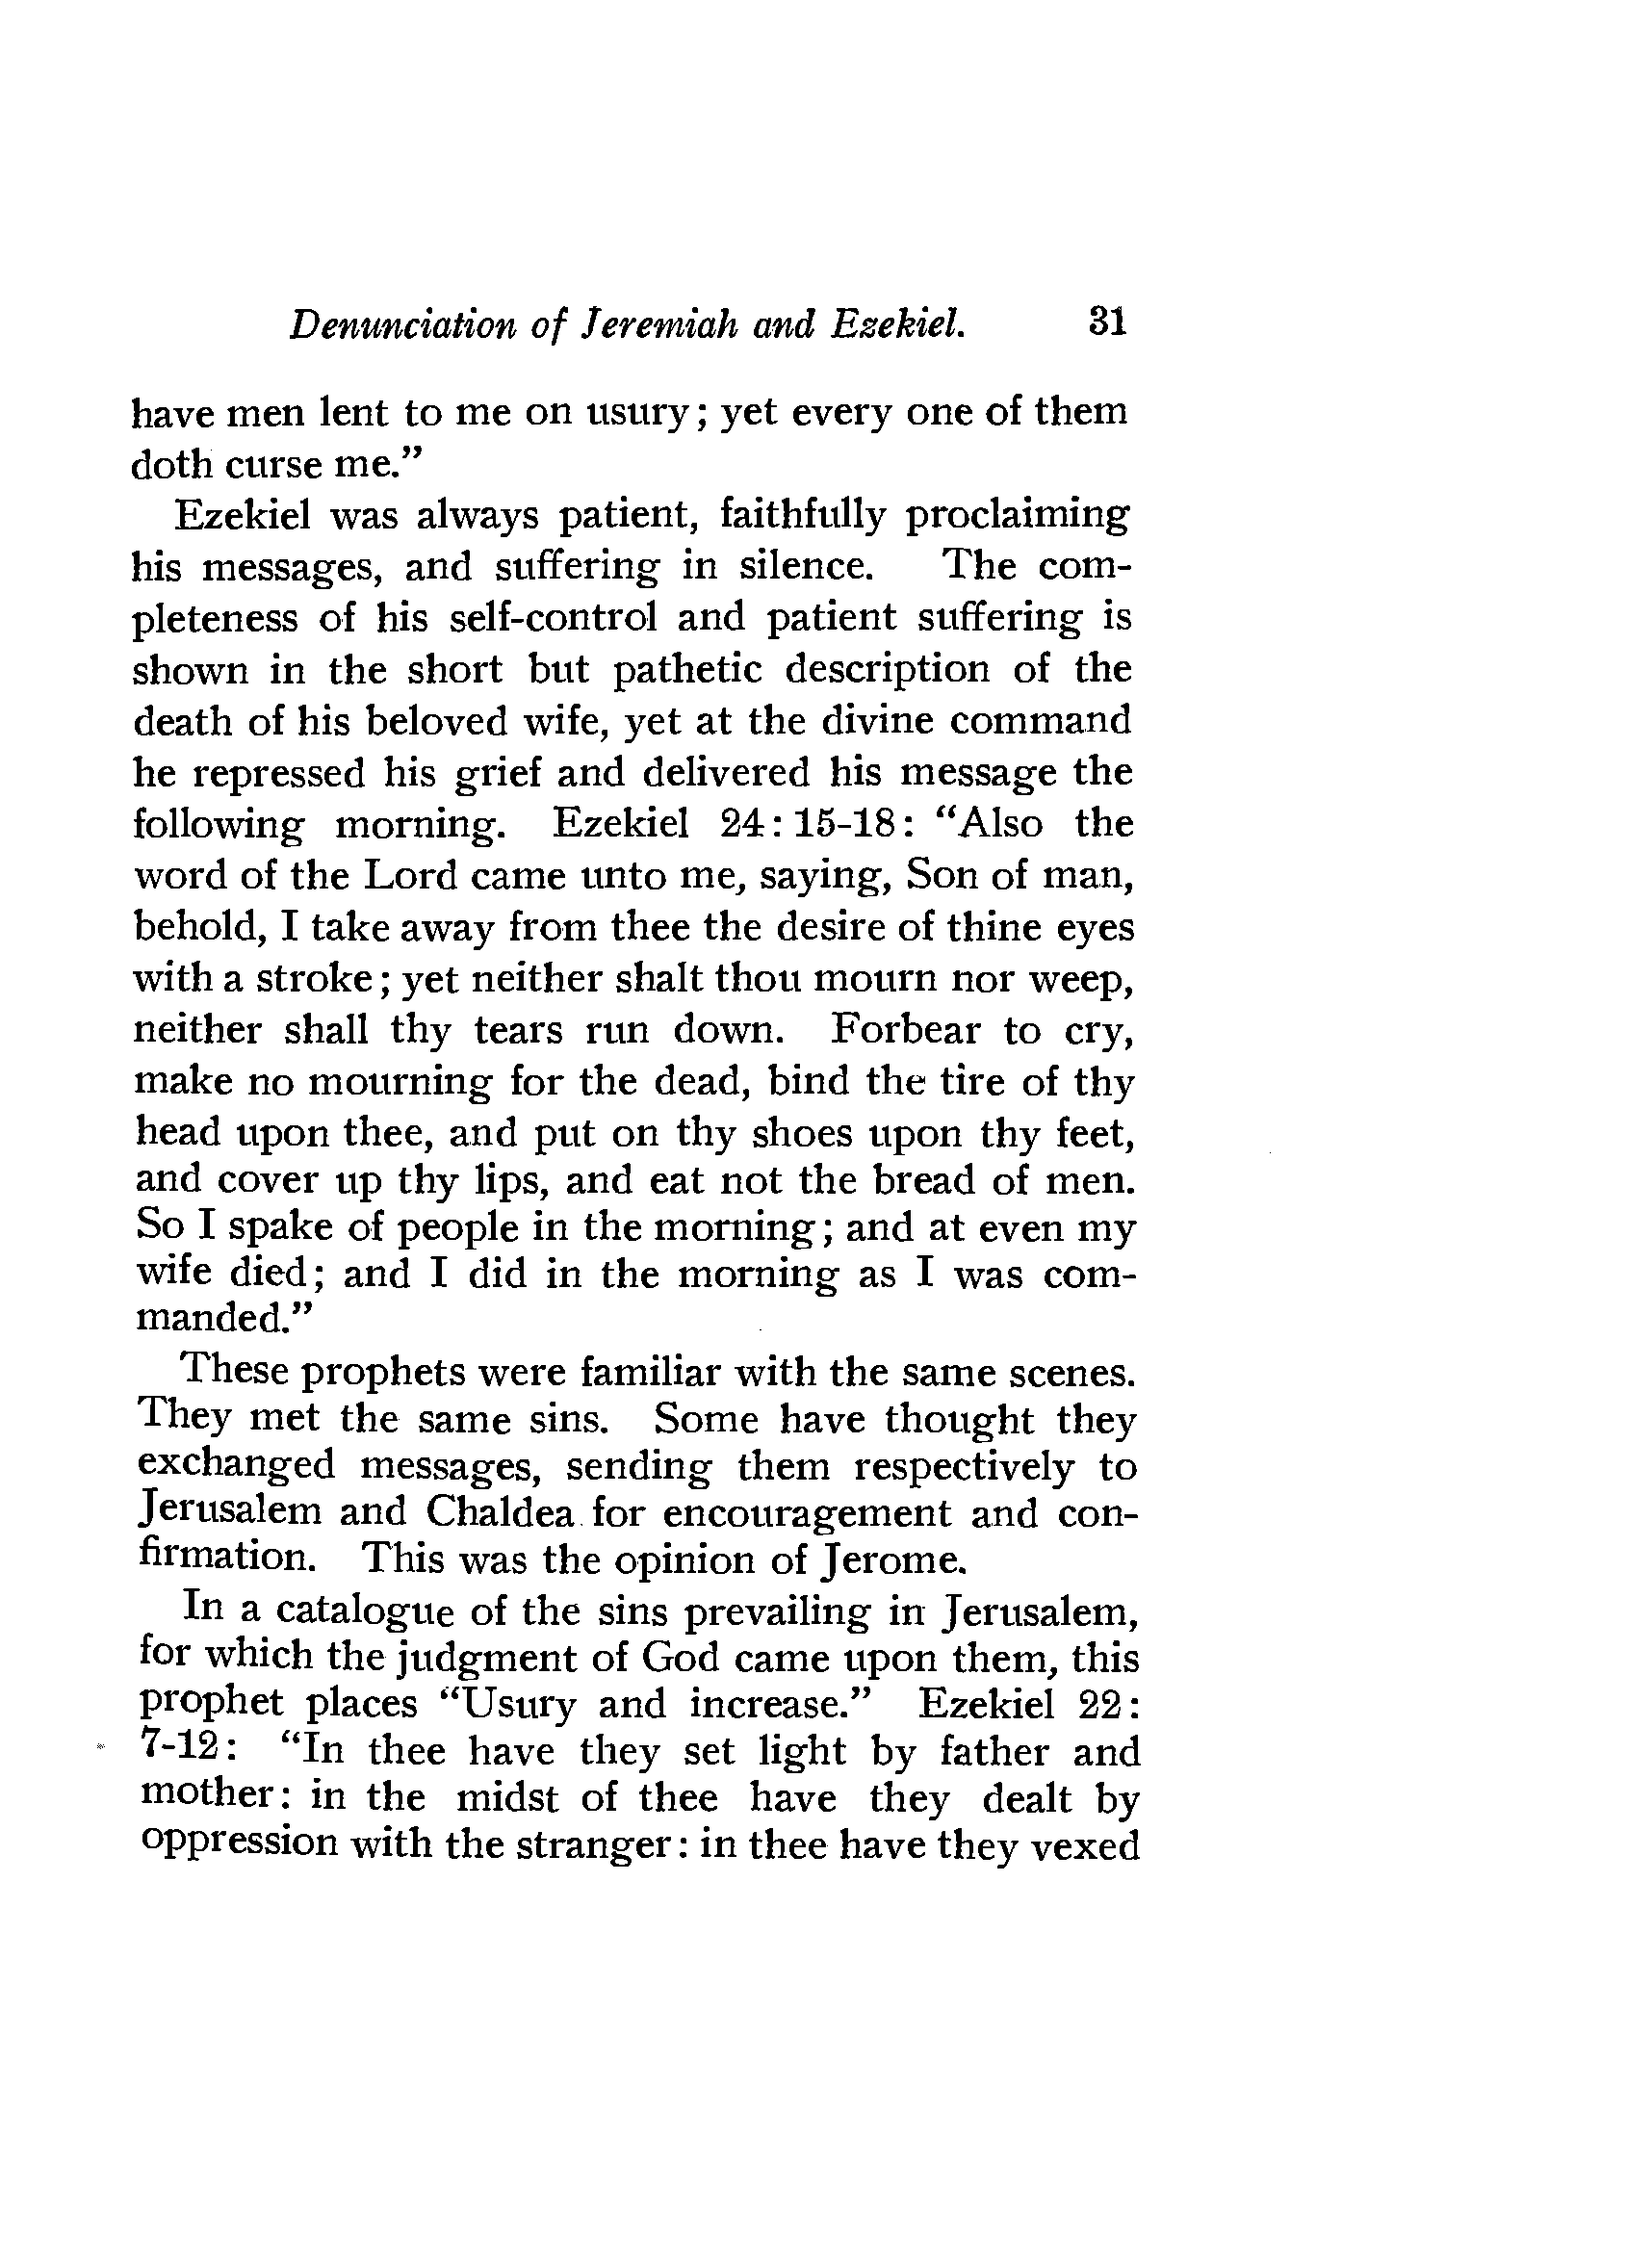 Denunciation of Jeremiah and Ezekiel. 31
have men lent to me on usury; yet every one of them
doth curse me.”
Ezekiel was always patient, faithfully proclaiming
his messages, and suffering in silence. The com-
pleteness of his self-control and patient suffering is
shown in the short but pathetic description of the
death of his beloved wife, yet at the divine command
he repressed his grief and delivered his message the
following morning. Ezekiel 24: 15-18: “Also the
word of the Lord came unto me, saying, Son of man,
behold, I take away from thee the desire of thine eyes
with a stroke; yet neither shalt thou mourn nor weep,
neither shall thy tears run down. Forbear to cry,
make no mourning for the dead, bind the tire of thy
head upon thee, and put on thy shoes upon thy feet,
and cover up thy lips, and eat not the bread of men.
So I spake of people in the morning; and at even my
wife died; and I did in the morning as I was com-
manded.”
These prophets were familiar with the same scenes.
They met the same sins. Some have thought they
exchanged messages, sending them respectively to
Jerusalem and Chaldea for encouragement and con-
firmation. This was the opinion of Jerome.
In a catalogue of the sins prevailing in Jerusalem,
for which the judgment of God came upon them, this
prophet places “Usury and increase.” Ezekiel 22:
7-12: “In thee have they set light by father and
mother: in the midst of thee have they dealt by
oppression with the stranger: in thee have they vexed